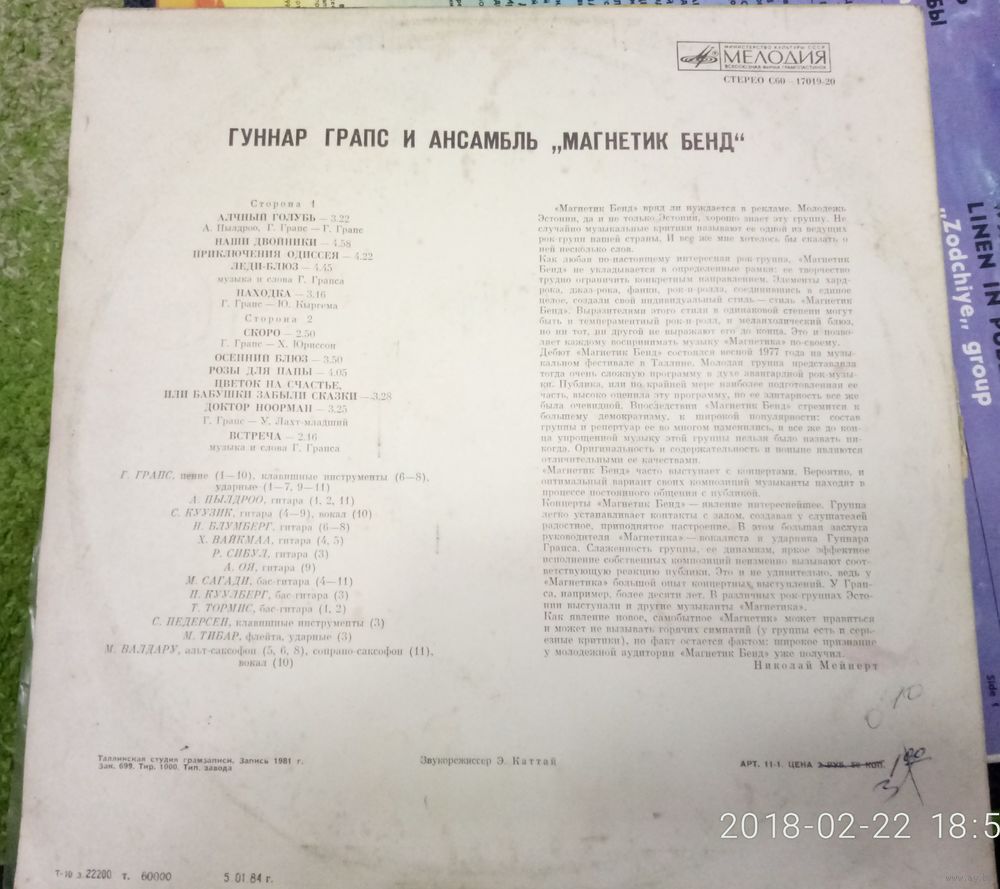 МИНИСТЕРСТВО КУЛЬТУРЫ СССР
МЕЛОДИЯ
ВСЕСОЮЗНАЯ ФИРМА ГРАМПЛАСТИНОК
СТЕРЕО С60—17019-20
ГУННАР ГРАПС И АНСАМБЛЬ „МАГНЕТИК БЕНД“
Сторона 1
АЛЧНЫЙ ГОЛУБЬ — 3.22
А. Пылдроо, Г. Грапс — Г. Грапс
НАШИ ДВОЙНИКИ — 4.58
ПРИКЛЮЧЕНИЯ ОДИССЕЯ — 4.22
ЛЕДИ-БЛЮЗ — 4.45
музыка и слова Г. Грапса
НАХОДКА — 3.16
Г. Грапс — Ю. Кыргема
Сторона 2
СКОРО — 2.50
Г. Грапс — Х. Юриссон
ОСЕННИЙ БЛЮЗ — 3.50
РОЗЫ ДЛЯ ПАПЫ — 4.05
ЦВЕТОК НА СЧАСТЬЕ,
ИЛИ БАБУШКИ ЗАБЫЛИ СКАЗКИ — 3.28
ДОКТОР НООРМАН — 3.25
Г. Грапс — У. Лахт-младший
ВСТРЕЧА — 2.16
музыка и слова Г. Грапса
Г. ГРАПС, пение (1—10), клавишные инструменты (6—8),
ударные (1—7, 9—11)
А. ПЫЛДРОО, гитара (1, 2, 11)
С. КУУЗИК, гитара (4—9), вокал (10)
Н. БЛУМБЕРГ, гитара (6—8)
Х. ВАЙКМАА, гитара (4, 5)
Р. СИБУЛ, гитара (3)
А. ОЯ, гитара (9)
М. САГАДИ, бас-гитара (4—11)
П. КУУЛБЕРГ, бас-гитара (3)
Т. ТОРМИС, бас-гитара (1, 2)
С. ПЕДЕРСЕН, клавишные инструменты (3)
М. ТИБАР, флейта, ударные (3)
М. ВАЛДАРУ, альт-саксофон (5, 6, 8), сопрано-саксофон (11),
вокал (10)
«Магнетик Бенд» вряд ли нуждается в рекламе. Молодежь
Эстонии, да и не только Эстонии, хорошо знает эту группу. Не
случайно музыкальные критики называют ее одной из ведущих
рок-групп нашей страны. И все же мне хотелось бы сказать о
ней несколько слов.
Как любая по-настоящему интересная рок-группа, «Магнетик
Бенд» не укладывается в определенные рамки: ее творчество
трудно ограничить конкретным направлением. Элементы хард-
рока, джаз-рока, фанки, рок-н-ролла, соединившись в единое
целое, создали свой индивидуальный стиль — стиль «Магнетик
Бенд». Выразителями этого стиля в одинаковой степени могут
быть и темпераментный рок-н-ролл, и меланхолический блюз,
но ни тот, ни другой не выражают его до конца. Это и позво-
ляет каждому воспринимать музыку «Магнетика» по-своему.
Дебют «Магнетик Бенд» состоялся весной 1977 года на музы-
кальном фестивале в Таллине. Молодая группа представила
тогда очень сложную программу в духе авангардной рок-музы-
ки. Публика, или по крайней мере наиболее подготовленная ее
часть, высоко оценила эту программу, но ее элитарность все же
была очевидной. Впоследствии «Магнетик Бенд» стремится к
большему демократизму, к широкой популярности: состав
группы и репертуар ее во многом изменились, и все же до кон-
ца упрощенной музыку этой группы нельзя было назвать ни-
когда. Оригинальность и содержательность и поныне являются
отличительными ее качествами.
«Магнетик Бенд» часто выступает с концертами. Вероятно, и
оптимальный вариант своих композиций музыканты находят в
процессе постоянного общения с публикой.
Концерты «Магнетик Бенд» — явление интереснейшее. Группа
легко устанавливает контакты с залом, создавая у слушателей
радостное, приподнятое настроение. В этом большая заслуга
руководителя «Магнетика» — вокалиста и ударника Гуннара
Грапса. Слаженность группы, ее динамизм, яркое эффектное
исполнение собственных композиций неизменно вызывают соот-
ветствующую реакцию публики. Это и не удивительно, ведь у
«Магнетика» большой опыт концертных выступлений. У Грап-
са, например, более десяти лет. В различных рок-группах Эсто-
нии выступали и другие музыканты «Магнетика».
Как явление новое, самобытное «Магнетик» может нравиться
и может не вызывать горячих симпатий (у группы есть и серь-
езные критики), но факт остается фактом: широкое признание
у молодежной аудитории «Магнетик Бенд» уже получил.
Николай Мейнерт
Таллинская студия грамзаписи. Запись 1981 г.
Зак. 699. Тир. 1000. Тип. завода
Звукорежиссер Э. Каттай
АРТ. 11-1. ЦЕНА
Т-10 з. 22200 т. 60000 5.01 84 г.
LINEN IN
"Zodchiye,, group
Side 1
2018-02-22 18:5